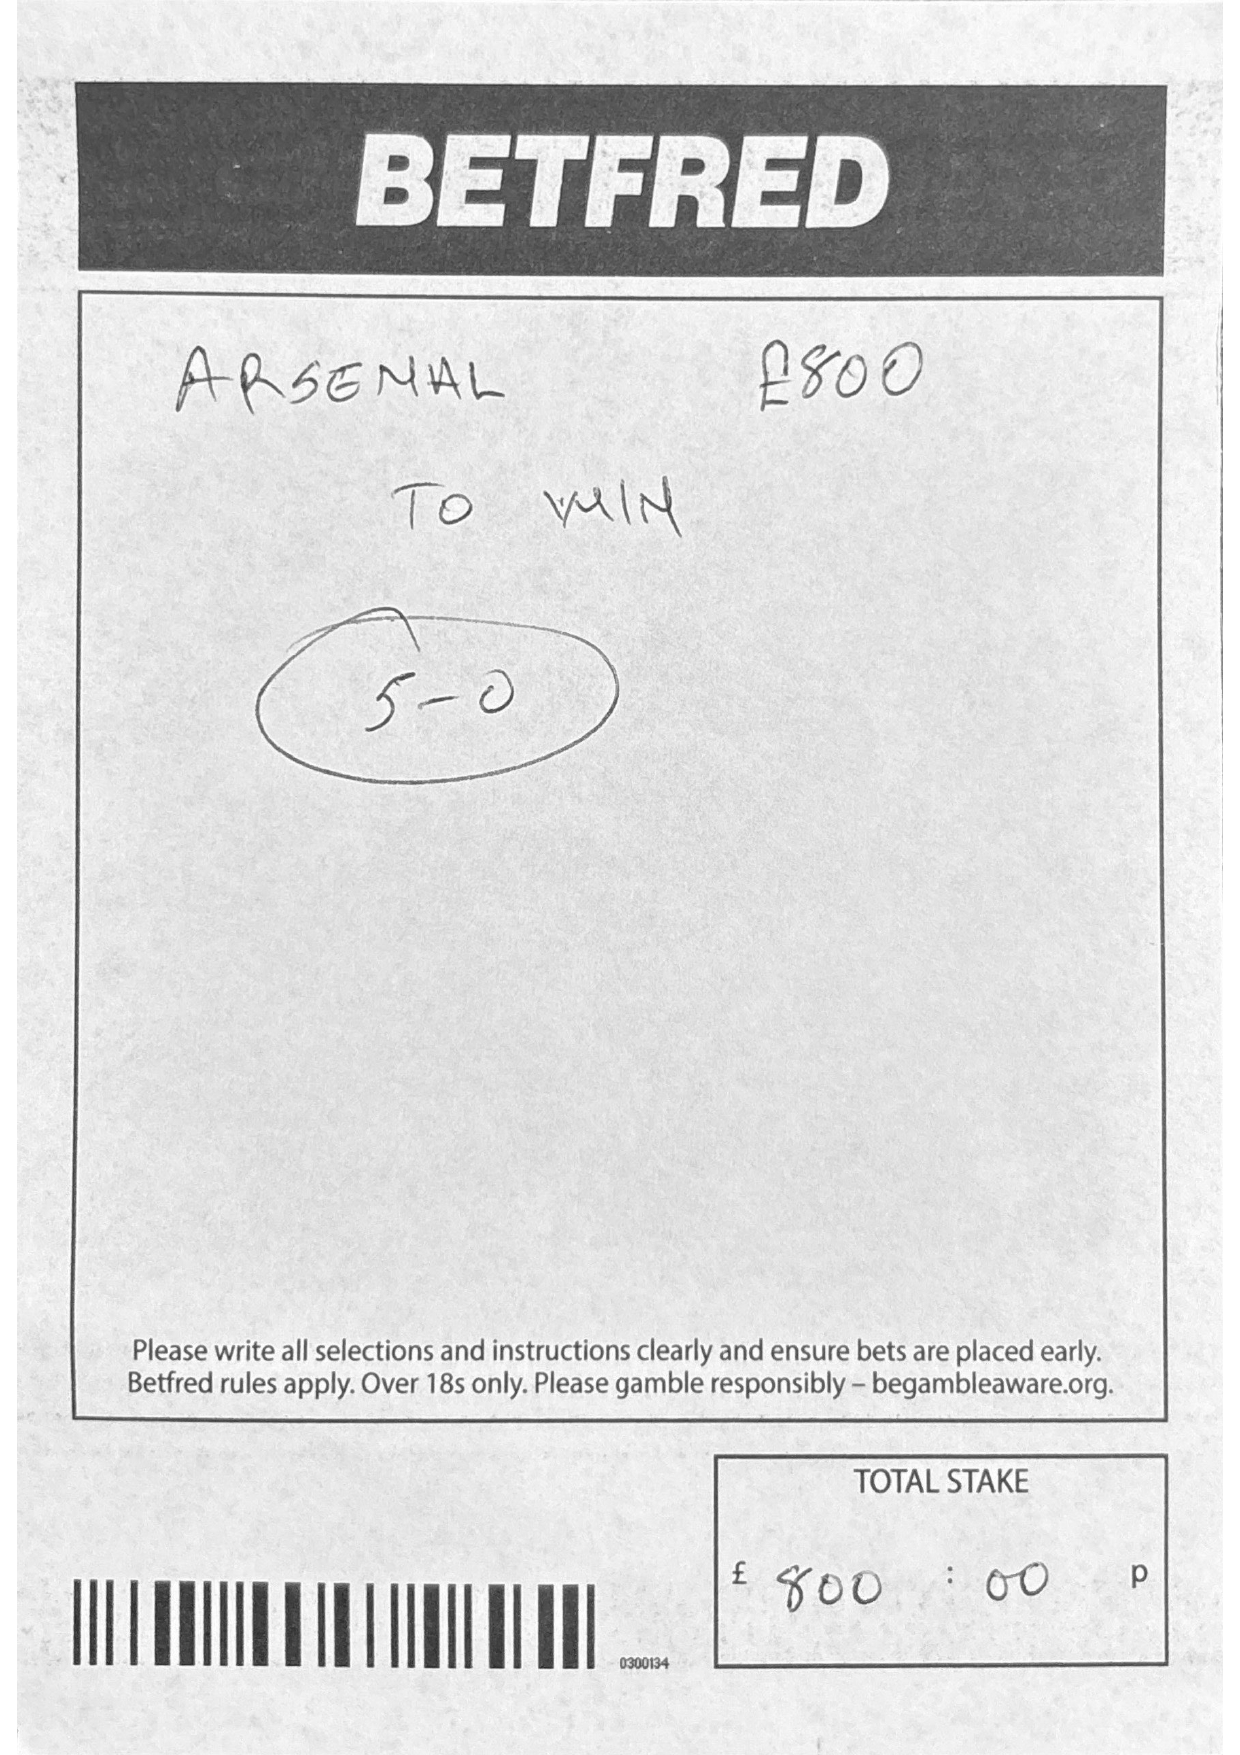 BETFRED
ARSENAL £800
TO WIN
5-0
Please write all selections and instructions clearly and ensure bets are placed early.
Betfred rules apply. Over 18s only. Please gamble responsibly – begambleaware.org.
TOTAL STAKE
£ 800 : 00 p
0300134